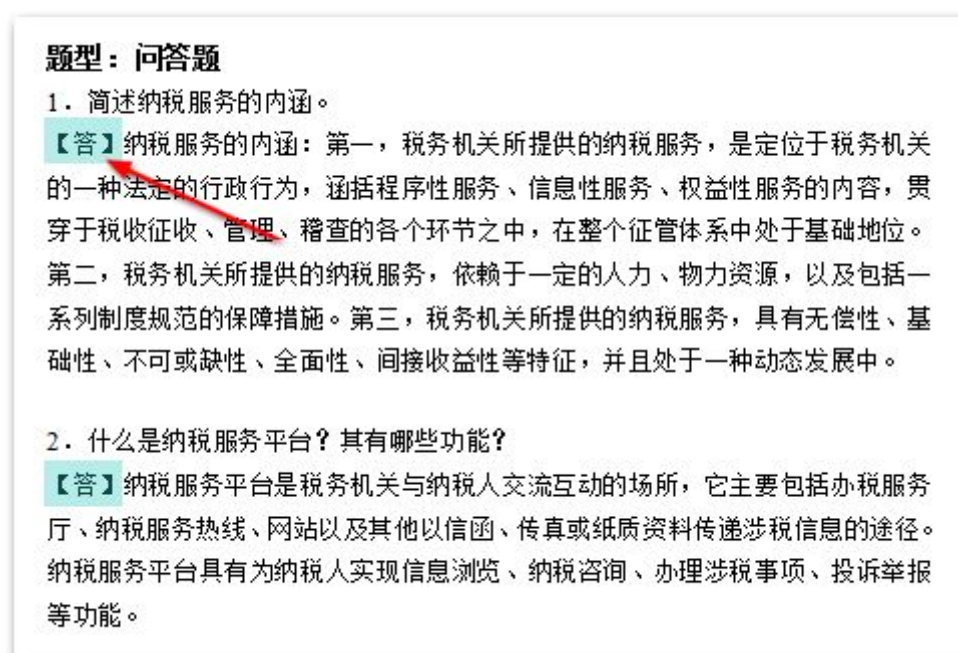 题型：问答题
1．简述纳税服务的内涵。
【答】纳税服务的内涵：第一，税务机关所提供的纳税服务，是定位于税务机关
的一种法定的行政行为，涵括程序性服务、信息性服务、权益性服务的内容，贯
穿于税收征收、管理、稽查的各个环节之中，在整个征管体系中处于基础地位。
第二，税务机关所提供的纳税服务，依赖于一定的人力、物力资源，以及包括一
系列制度规范的保障措施。第三，税务机关所提供的纳税服务，具有无偿性、基
础性、不可或缺性、全面性、间接收益性等特征，并且处于一种动态发展中。
2．什么是纳税服务平台？其有哪些功能？
【答】纳税服务平台是税务机关与纳税人交流互动的场所，它主要包括办税服务
厅、纳税服务热线、网站以及其他以信函、传真或纸质资料传递涉税信息的途径。
纳税服务平台具有为纳税人实现信息浏览、纳税咨询、办理涉税事项、投诉举报
等功能。